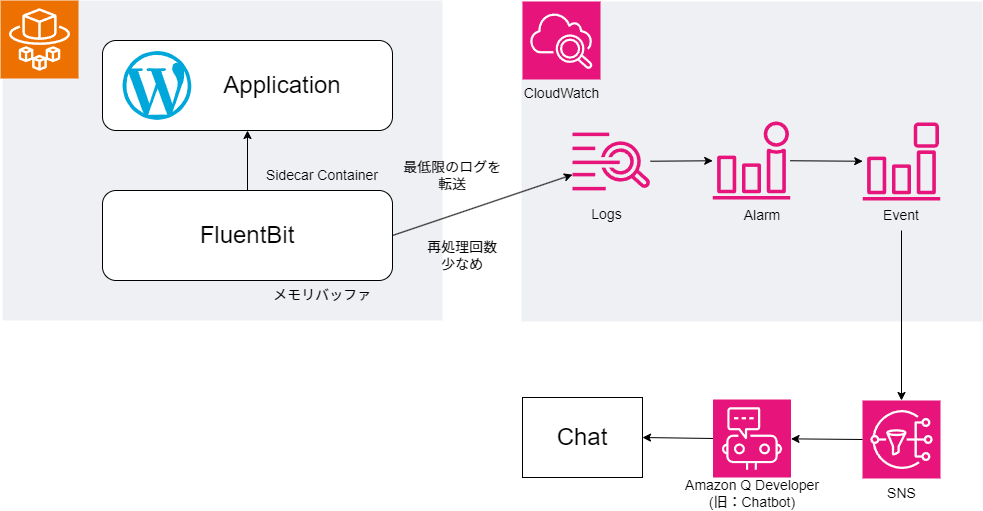 Application
Sidecar Container
FluentBit
メモリバッファ
最低限のログを
転送
再処理回数
少なめ
CloudWatch
Logs
Alarm
Event
Chat
Amazon Q Developer
(旧：Chatbot)
SNS